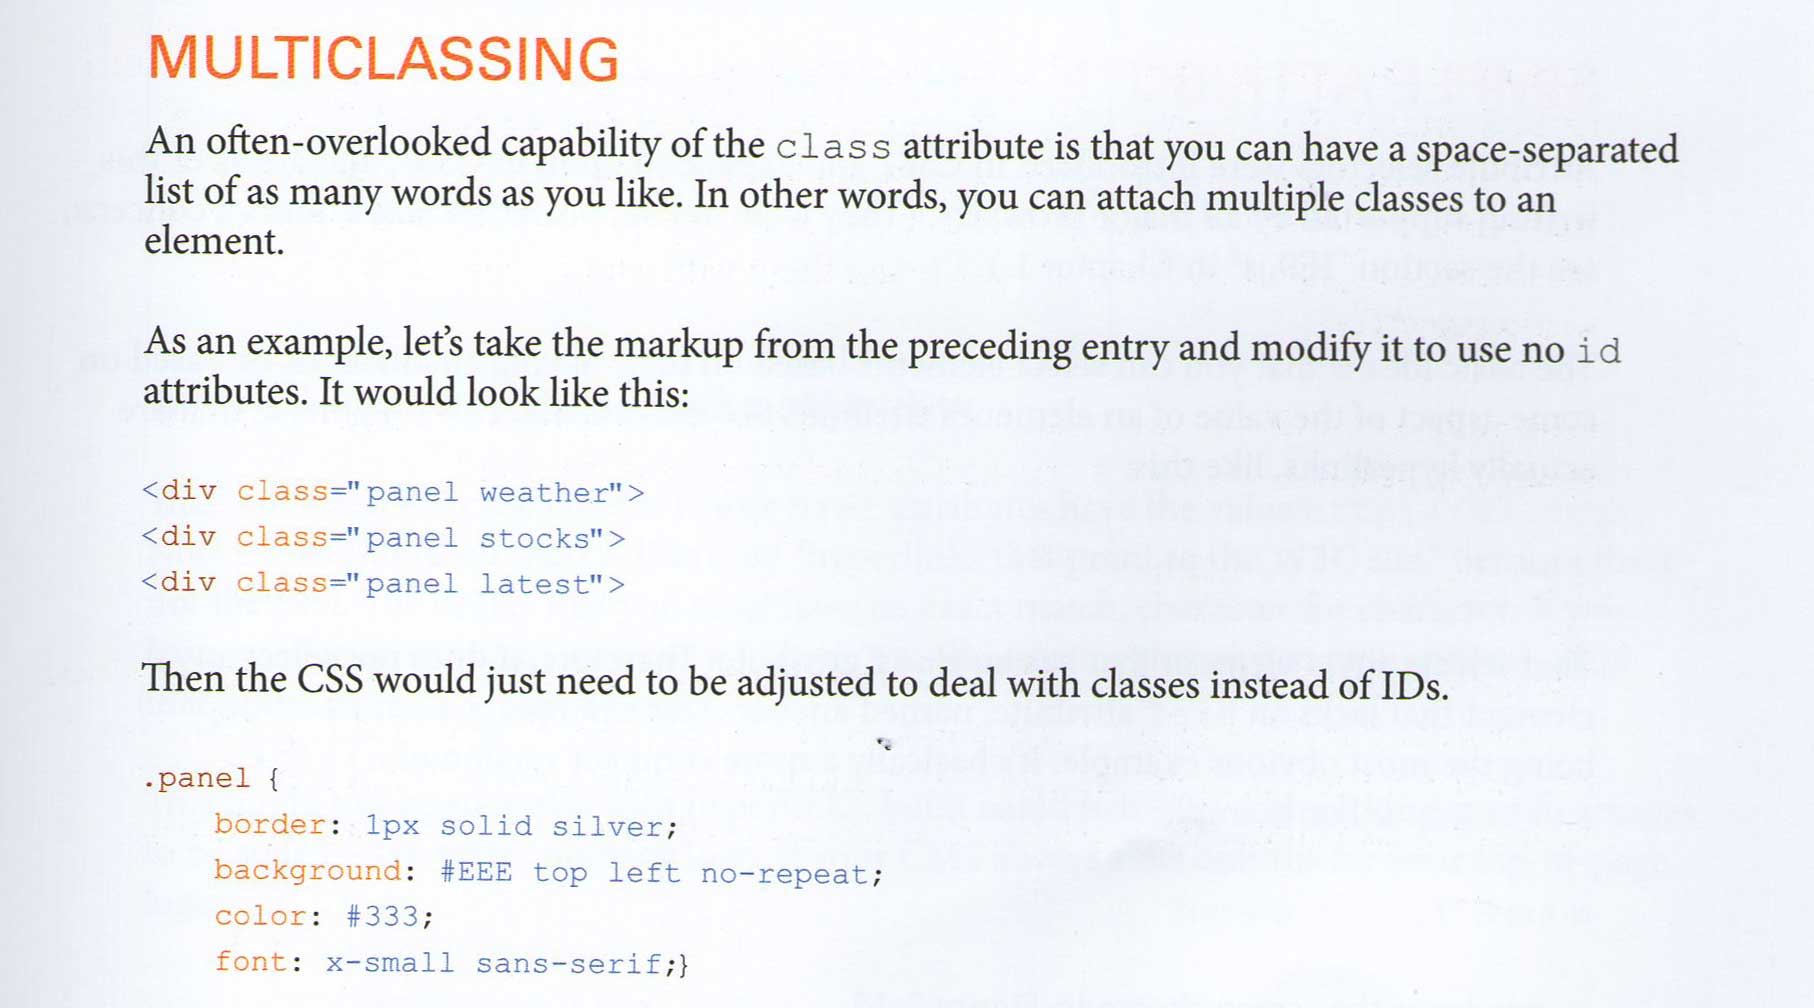 MULTICLASSING
An often-overlooked capability of the class attribute is that you can have a space-separated
list of as many words as you like. In other words, you can attach multiple classes to an
element.
As an example, let’s take the markup from the preceding entry and modify it to use no id
attributes. It would look like this:
<div class="panel weather">
<div class="panel stocks">
<div class="panel latest">
Then the CSS would just need to be adjusted to deal with classes instead of IDs.
.panel {
border: 1px solid silver;
background: #EEE top left no-repeat;
color: #333;
font: x-small sans-serif;}